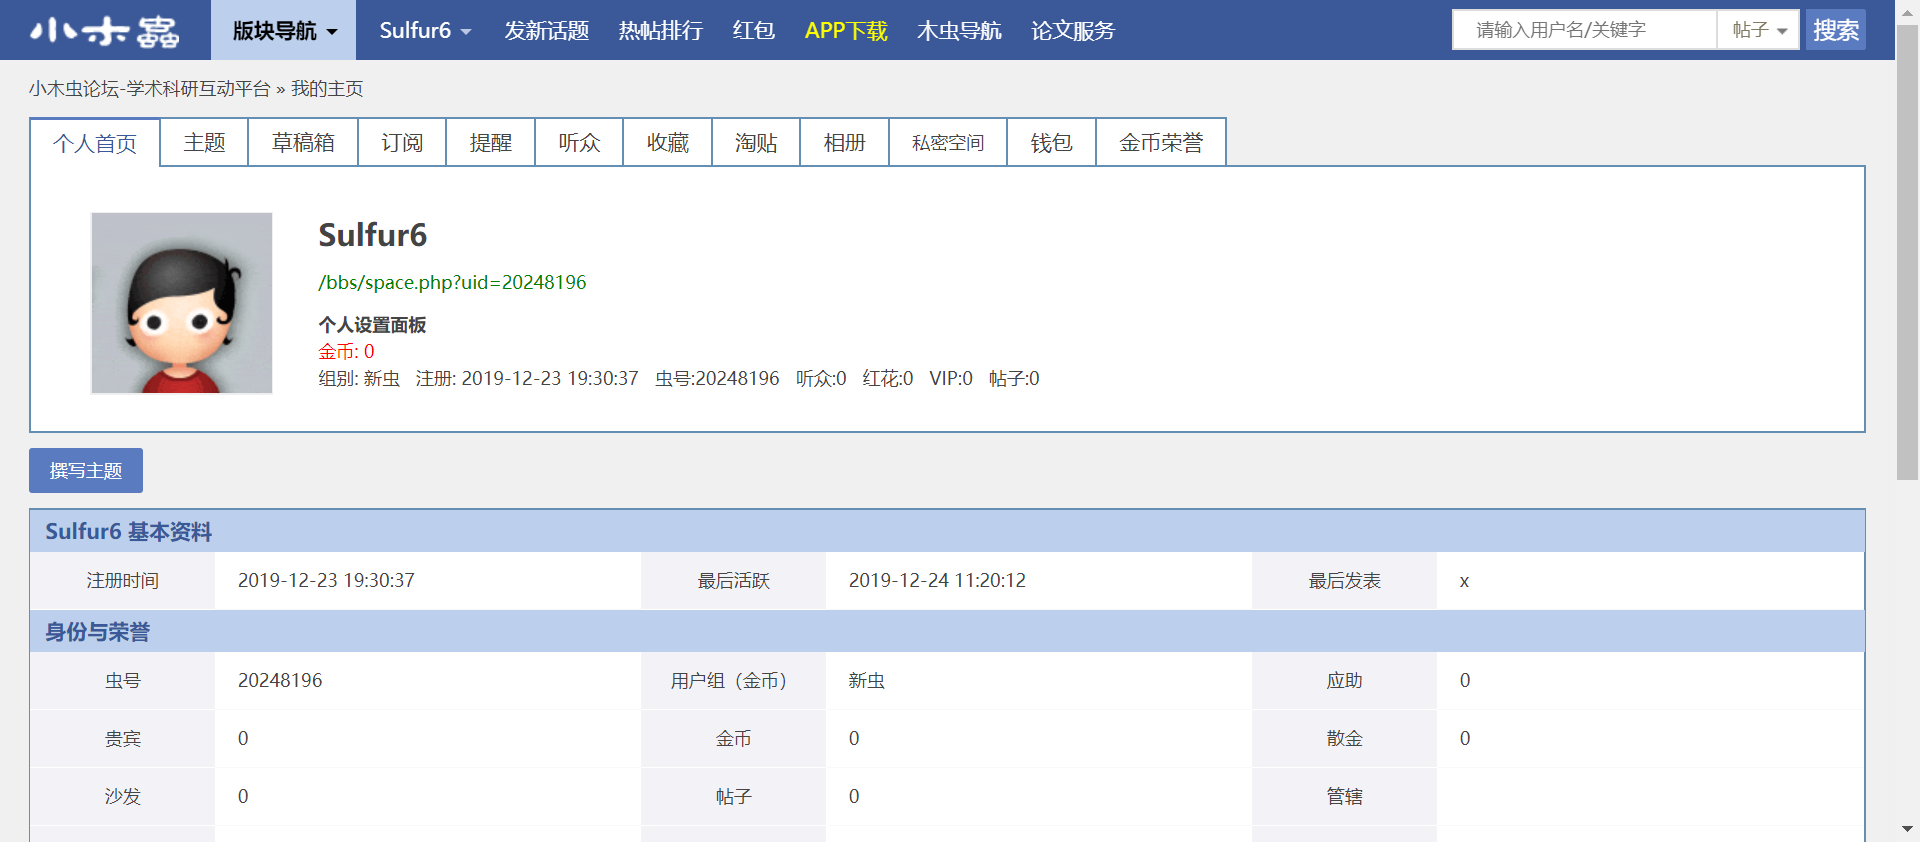 小木蟲 版块导航 Sulfur6 发新话题 热帖排行 红包 APP下载 木虫导航 论文服务 请输入用户名/关键字 帖子 搜索
小木虫论坛-学术科研互动平台 » 我的主页
个人首页 主题 草稿箱 订阅 提醒 听众 收藏 淘贴 相册 私密空间 钱包 金币荣誉
Sulfur6
/bbs/space.php?uid=20248196
个人设置面板
金币: 0
组别: 新虫 注册: 2019-12-23 19:30:37 虫号:20248196 听众:0 红花:0 VIP:0 帖子:0
撰写主题
Sulfur6 基本资料
注册时间 2019-12-23 19:30:37 最后活跃 2019-12-24 11:20:12 最后发表 x
身份与荣誉
虫号 20248196 用户组（金币） 新虫 应助 0
贵宾 0 金币 0 散金 0
沙发 0 帖子 0 管辖